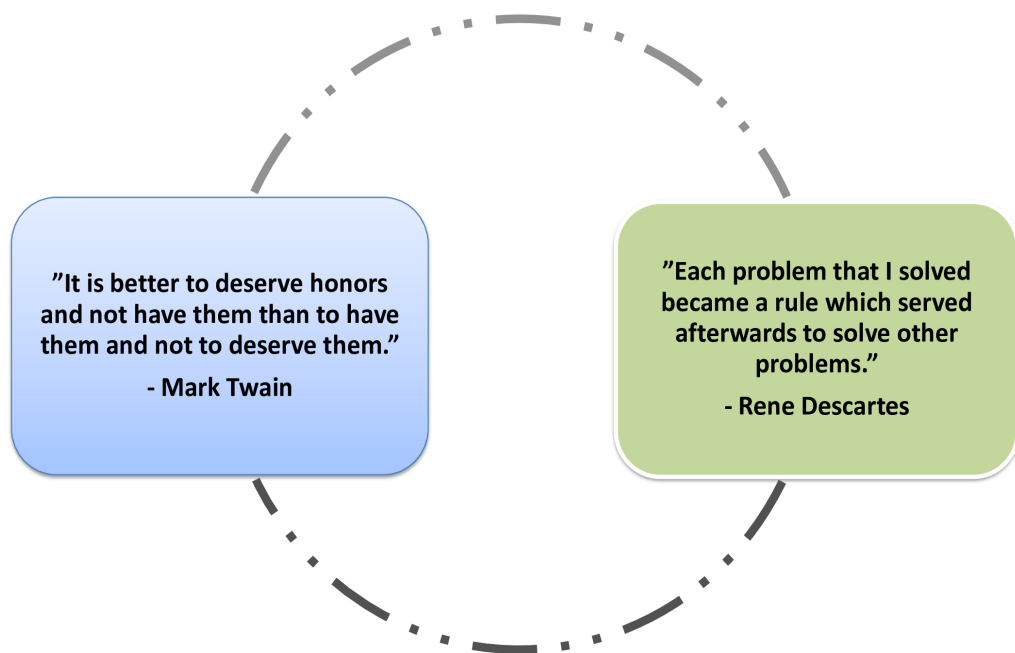 ”It is better to deserve honors
and not have them than to have
them and not to deserve them.”
- Mark Twain
”Each problem that I solved
became a rule which served
afterwards to solve other
problems.”
- Rene Descartes